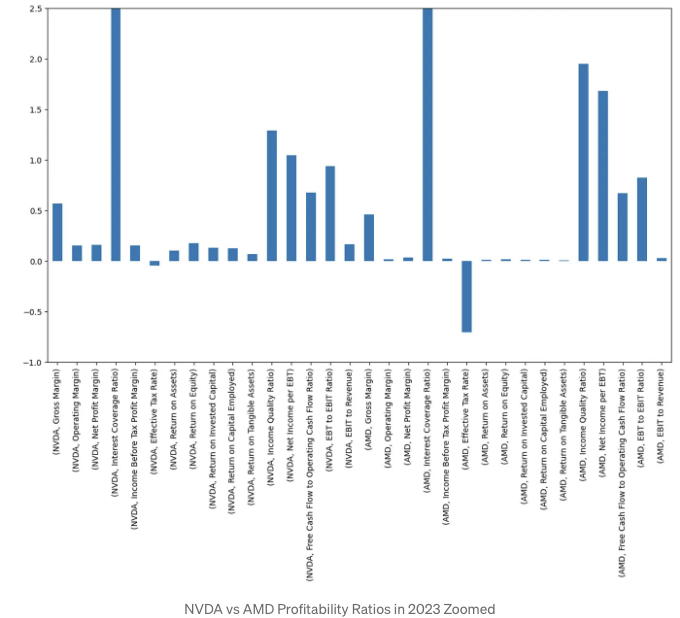 2.5
2.0
1.5
1.0
0.5
0.0
−0.5
−1.0
(NVDA, Gross Margin)
(NVDA, Operating Margin)
(NVDA, Net Profit Margin)
(NVDA, Interest Coverage Ratio)
(NVDA, Income Before Tax Profit Margin)
(NVDA, Effective Tax Rate)
(NVDA, Return on Assets)
(NVDA, Return on Equity)
(NVDA, Return on Invested Capital)
(NVDA, Return on Capital Employed)
(NVDA, Return on Tangible Assets)
(NVDA, Income Quality Ratio)
(NVDA, Net Income per EBT)
(NVDA, Free Cash Flow to Operating Cash Flow Ratio)
(NVDA, EBT to EBIT Ratio)
(NVDA, EBIT to Revenue)
(AMD, Gross Margin)
(AMD, Operating Margin)
(AMD, Net Profit Margin)
(AMD, Interest Coverage Ratio)
(AMD, Income Before Tax Profit Margin)
(AMD, Effective Tax Rate)
(AMD, Return on Assets)
(AMD, Return on Equity)
(AMD, Return on Invested Capital)
(AMD, Return on Capital Employed)
(AMD, Return on Tangible Assets)
(AMD, Income Quality Ratio)
(AMD, Net Income per EBT)
(AMD, Free Cash Flow to Operating Cash Flow Ratio)
(AMD, EBT to EBIT Ratio)
(AMD, EBIT to Revenue)
NVDA vs AMD Profitability Ratios in 2023 Zoomed